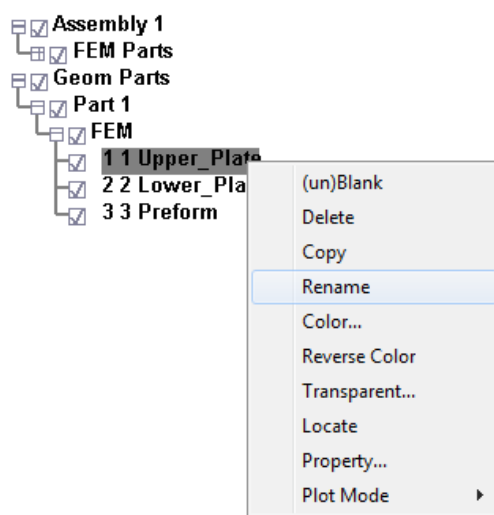 Assembly 1
FEM Parts
Geom Parts
Part 1
FEM
1 1 Upper_Plate
2 2 Lower_Pla
3 3 Preform
(un)Blank
Delete
Copy
Rename
Color...
Reverse Color
Transparent...
Locate
Property...
Plot Mode